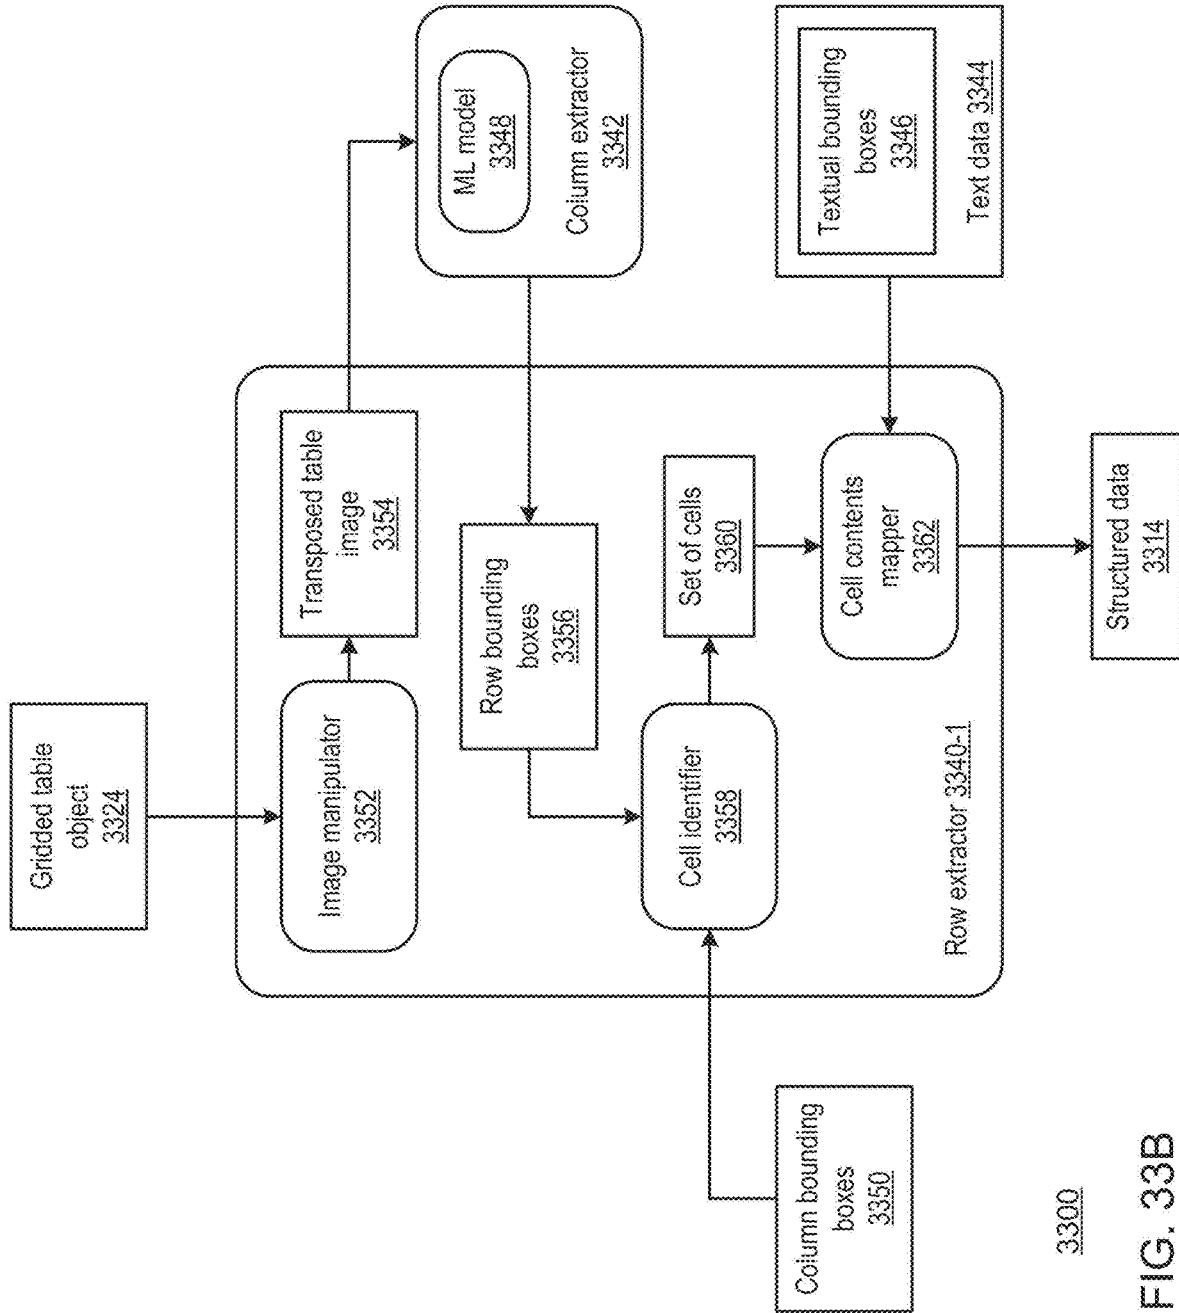 Gridded table
object
3324
Image manipulator
3352
Transposed table
image
3354
ML model
3348
Column extractor
3342
Row bounding
boxes
3356
Column bounding
boxes
3350
Cell identifier
3358
Set of cells
3360
Cell contents
mapper
3362
Textual bounding
boxes
3346
Text data 3344
Row extractor 3340-1
Structured data
3314
3300
FIG. 33B